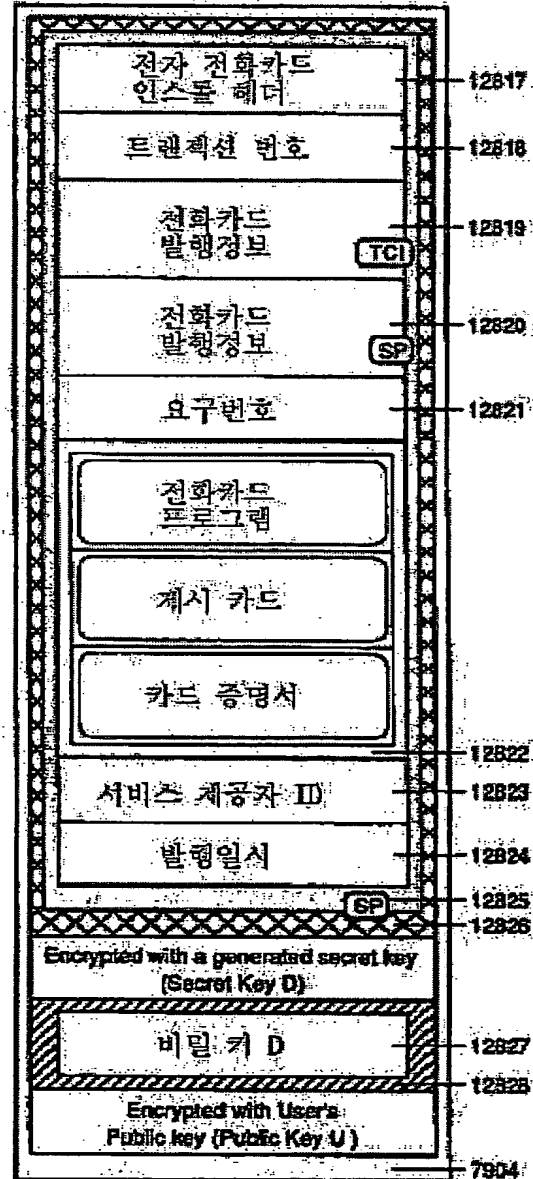 전자 전화카드
인스톨 헤더
12817
트랜젝션 번호
12818
전화카드
발행정보
12819
TCI
전화카드
발행정보
12820
SP
요구번호
12821
전화카드
프로그램
제시 카드
카드 증명서
12822
서비스 제공자 ID
12823
발행일시
12824
SP
12825
12826
Encrypted with a generated secret key
(Secret Key D)
비밀 키 D
12827
12828
Encrypted with User's
Public key (Public Key U )
7904